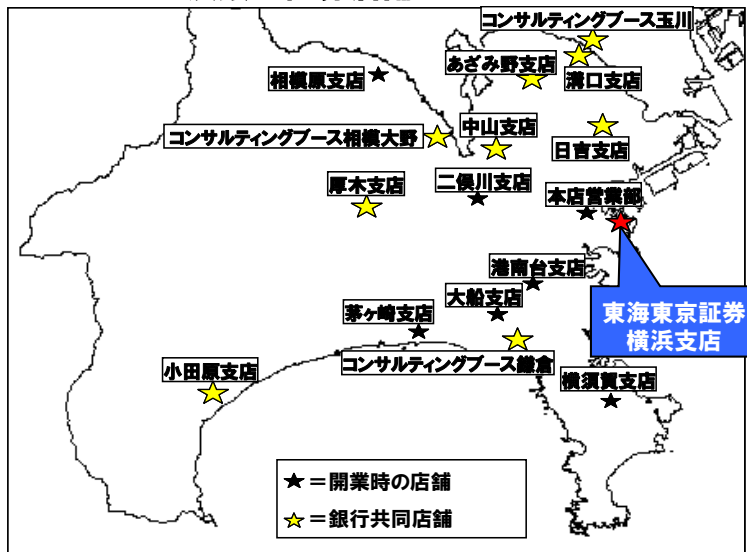 コンサルティングブース玉川
あざみ野支店
溝口支店
相模原支店
中山支店
コンサルティングブース相模大野
日吉支店
二俣川支店
厚木支店
本店営業部
港南台支店
大船支店
東海東京証券
横浜支店
茅ヶ崎支店
コンサルティングブース鎌倉
小田原支店
横須賀支店
★＝開業時の店舗
☆＝銀行共同店舗